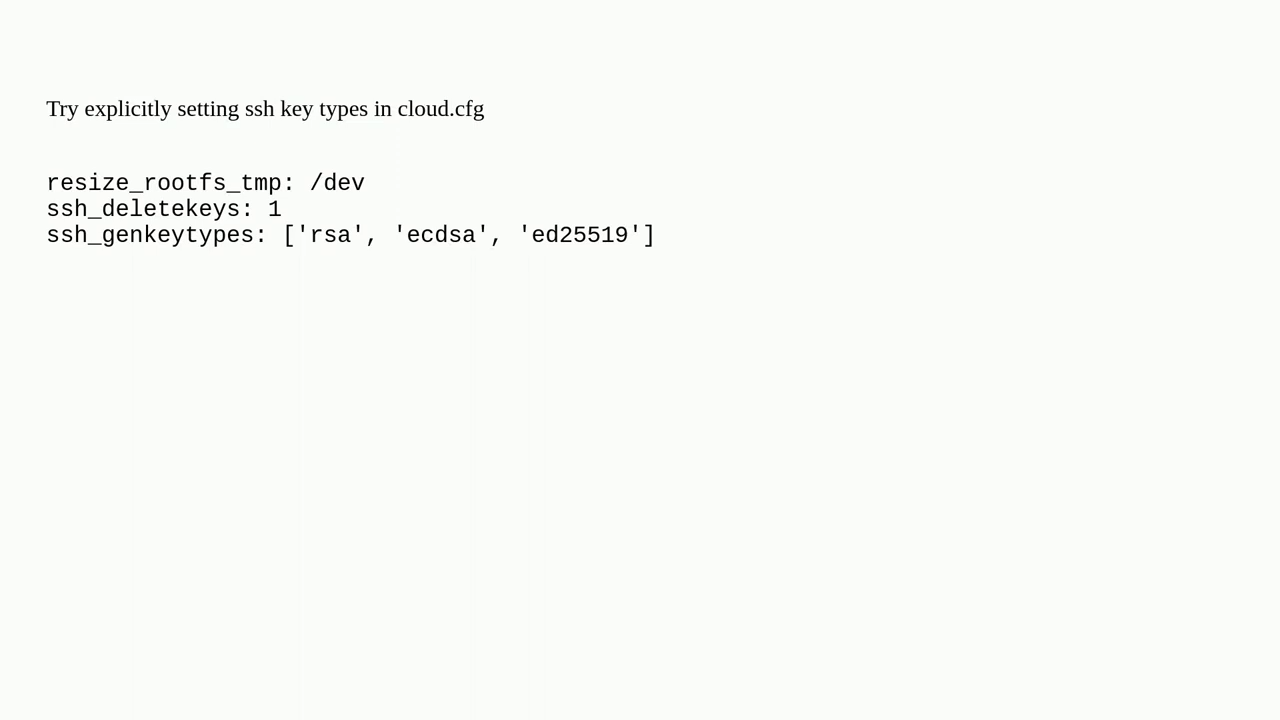 Try explicitly setting ssh key types in cloud.cfg
resize_rootfs_tmp: /dev
ssh_deletekeys: 1
ssh_genkeytypes: ['rsa', 'ecdsa', 'ed25519']